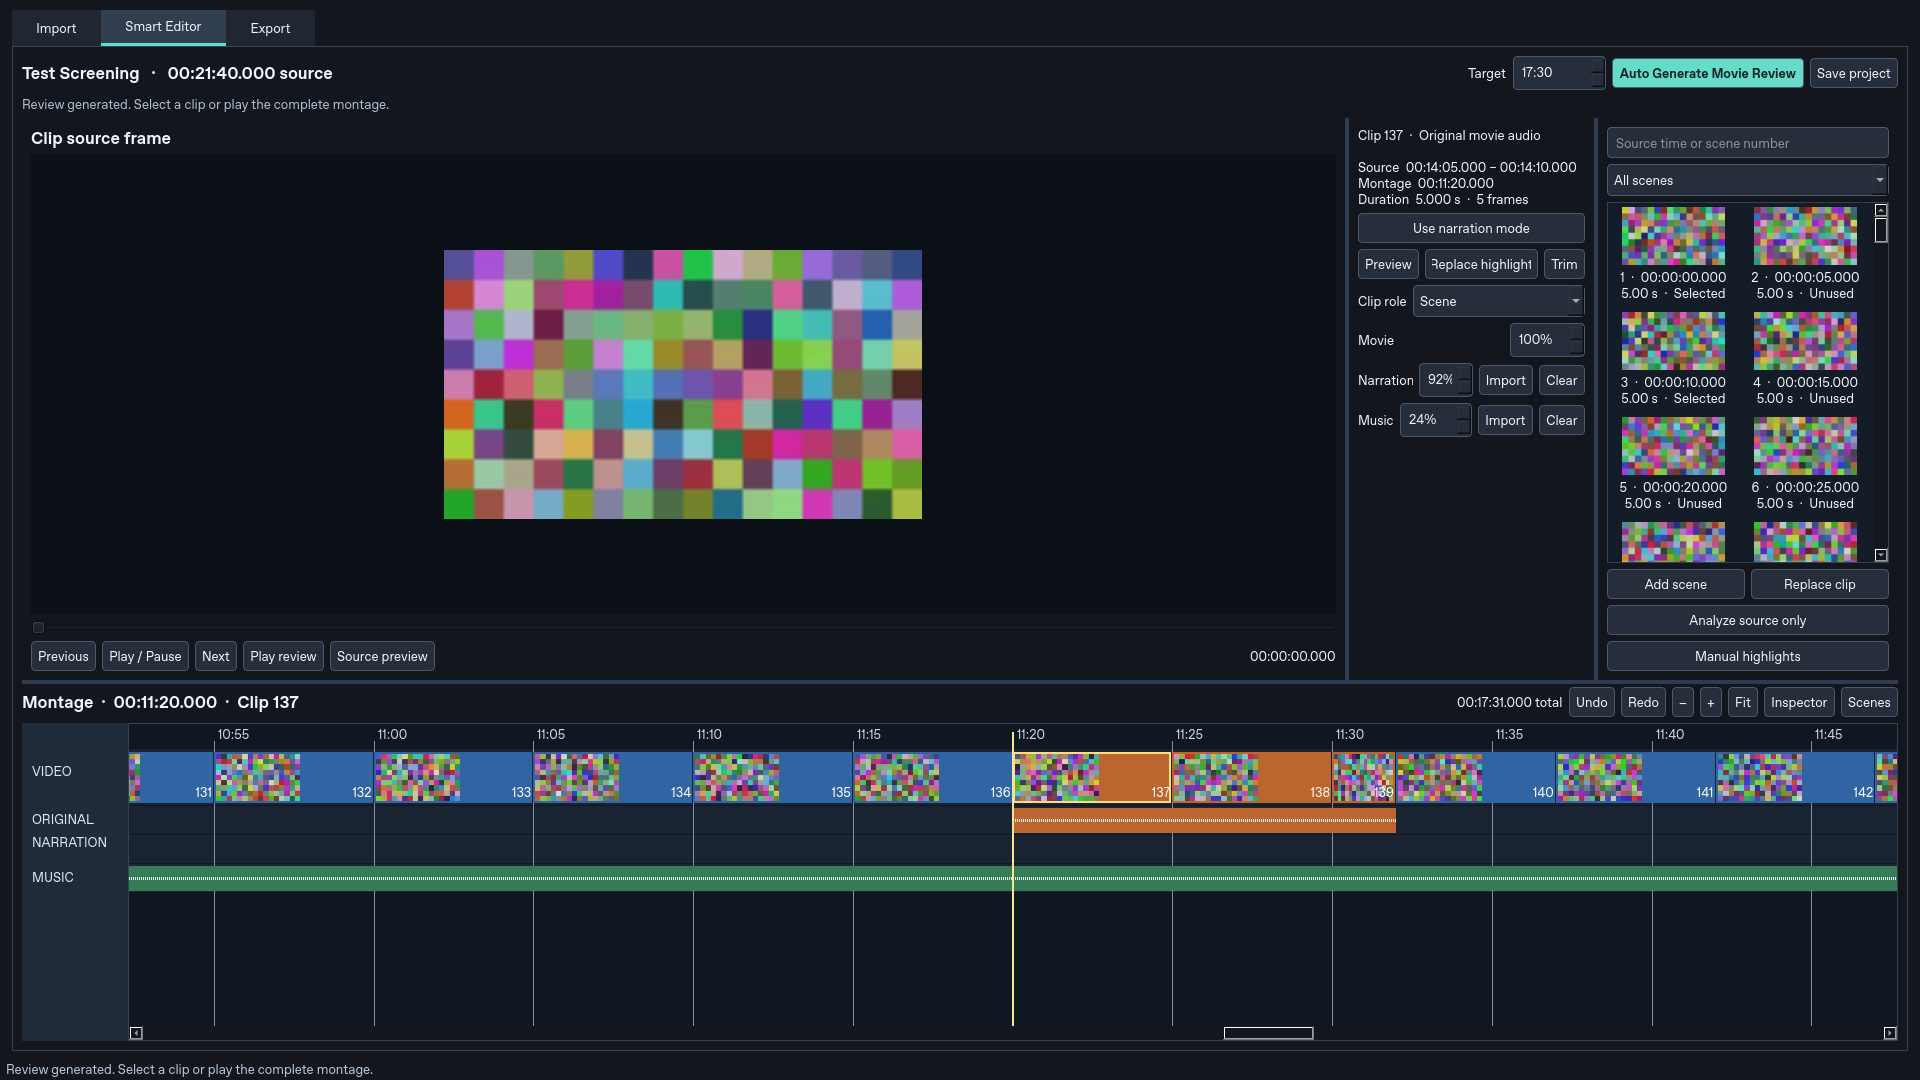 Import Smart Editor Export
Test Screening · 00:21:40.000 source
Target 17:30 Auto Generate Movie Review Save project
Review generated. Select a clip or play the complete montage.
Clip source frame
Previous Play / Pause Next Play review Source preview 00:00:00.000
Clip 137 · Original movie audio
Source 00:14:05.000 – 00:14:10.000
Montage 00:11:20.000
Duration 5.000 s · 5 frames
Use narration mode
Preview Replace highlight Trim
Clip role Scene
Movie 100%
Narration 92% Import Clear
Music 24% Import Clear
Source time or scene number
All scenes
1 · 00:00:00.000 2 · 00:00:05.000
5.00 s · Selected 5.00 s · Unused
3 · 00:00:10.000 4 · 00:00:15.000
5.00 s · Selected 5.00 s · Unused
5 · 00:00:20.000 6 · 00:00:25.000
5.00 s · Unused 5.00 s · Unused
Add scene Replace clip
Analyze source only
Manual highlights
Montage · 00:11:20.000 · Clip 137
00:17:31.000 total Undo Redo – + Fit Inspector Scenes
10:55 11:00 11:05 11:10 11:15 11:20 11:25 11:30 11:35 11:40 11:45
VIDEO
131 132 133 134 135 136 137 138 139 140 141 142
ORIGINAL
NARRATION
MUSIC
Review generated. Select a clip or play the complete montage.